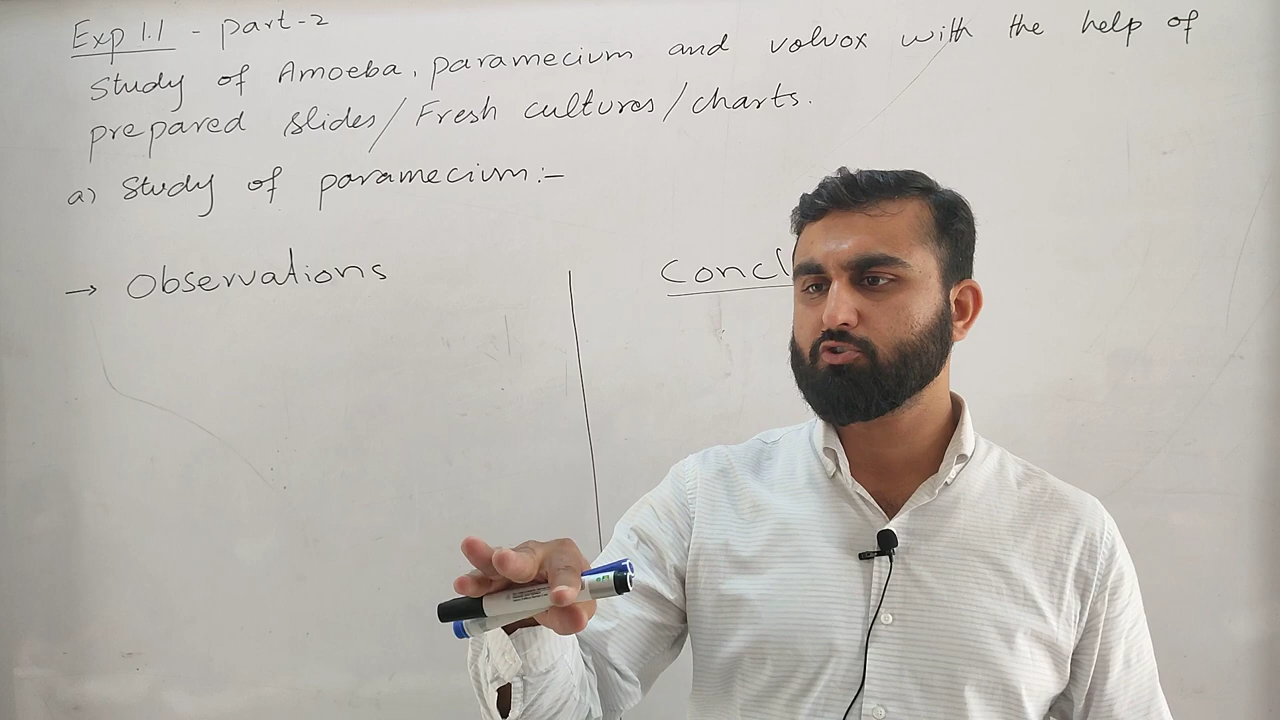 Exp 1.1 - part-2
Study of Amoeba, paramecium and volvox with the help of
prepared slides/Fresh cultures/charts.
a) Study of paramecium:-
→ Observations
Concl